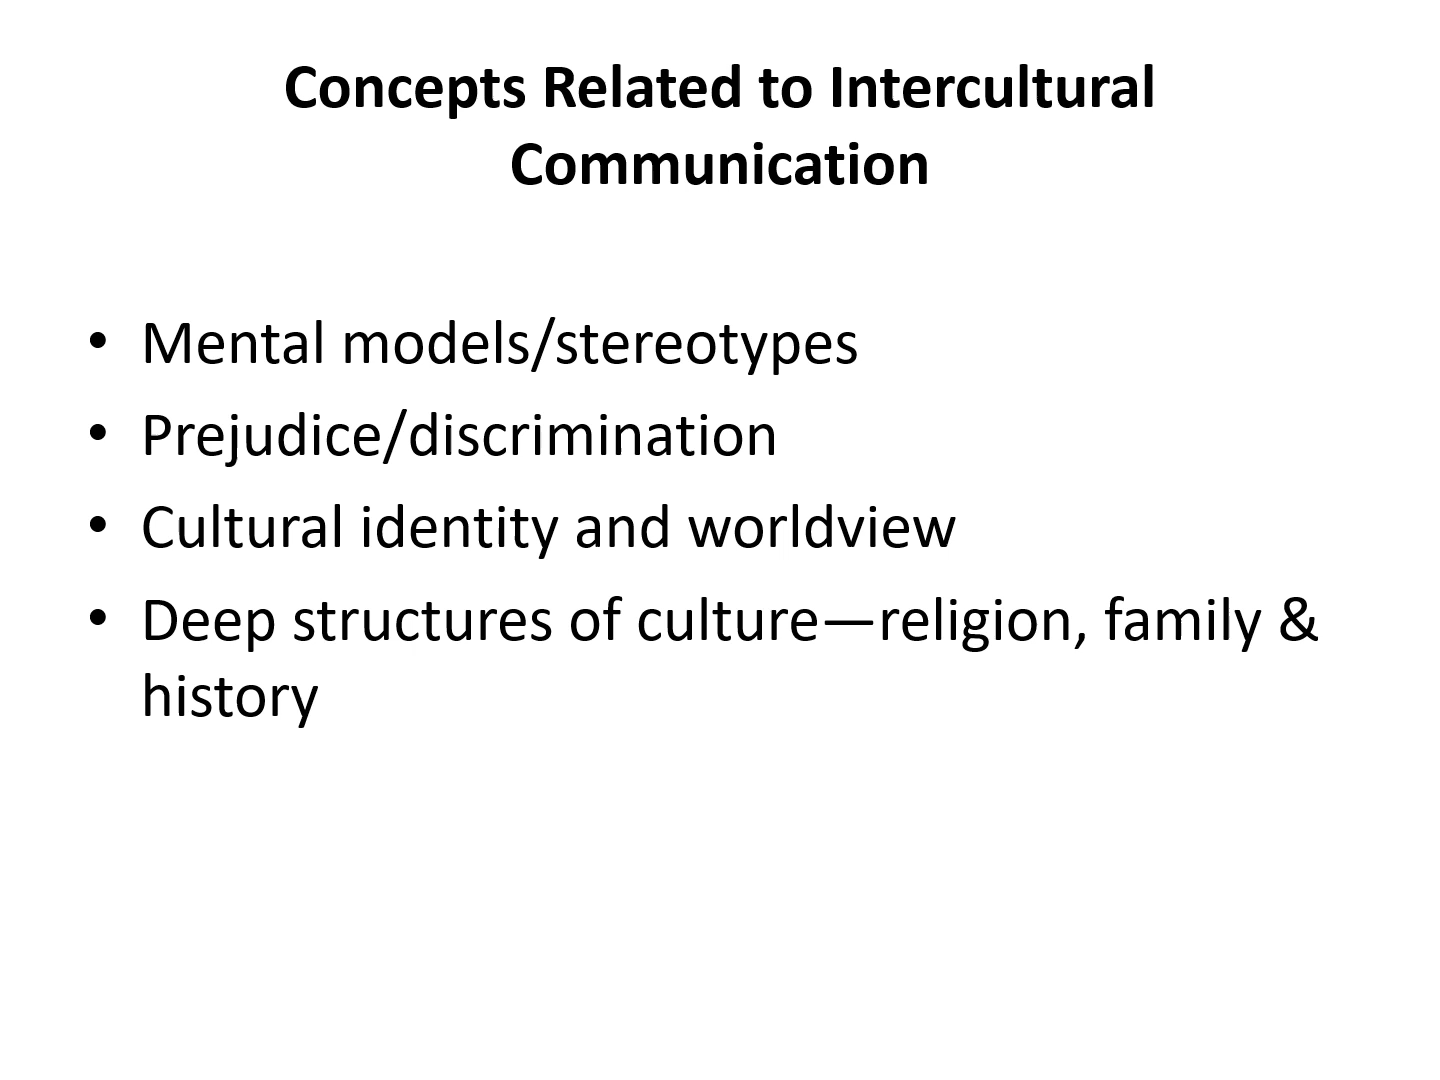 Concepts Related to Intercultural
Communication
• Mental models/stereotypes
• Prejudice/discrimination
• Cultural identity and worldview
• Deep structures of culture—religion, family &
history